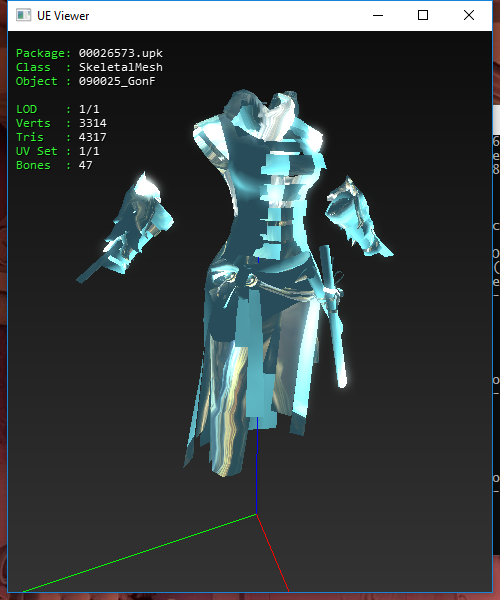 UE Viewer
Package: 00026573.upk
Class : SkeletalMesh
Object : 090025_GonF
LOD : 1/1
Verts : 3314
Tris : 4317
UV Set : 1/1
Bones : 47